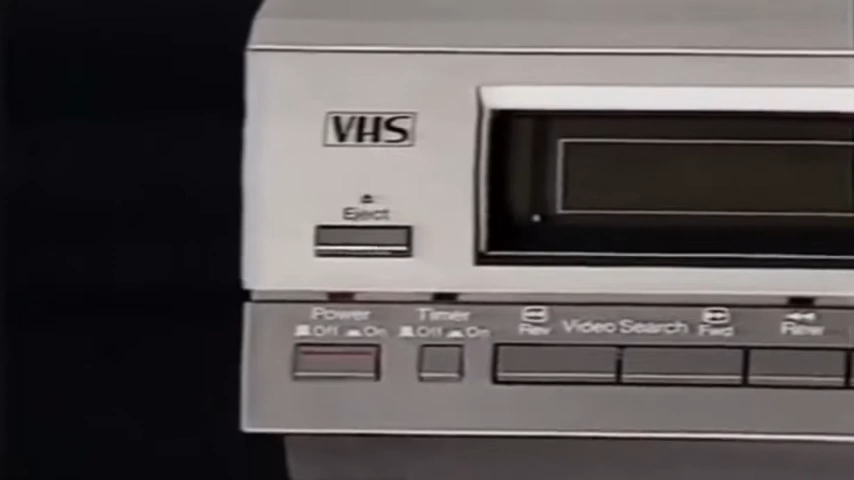 VHS
Eject
Power Timer
Off On Off On
Rev Video Search Fwd Rew